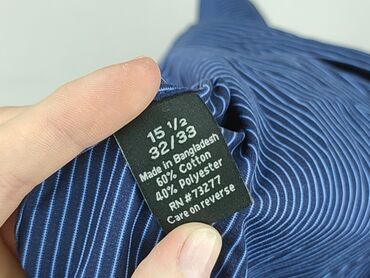 15 1/2
32/33
Made in Bangladesh
60% Cotton
40% Polyester
RN # 73277
Care on reverse